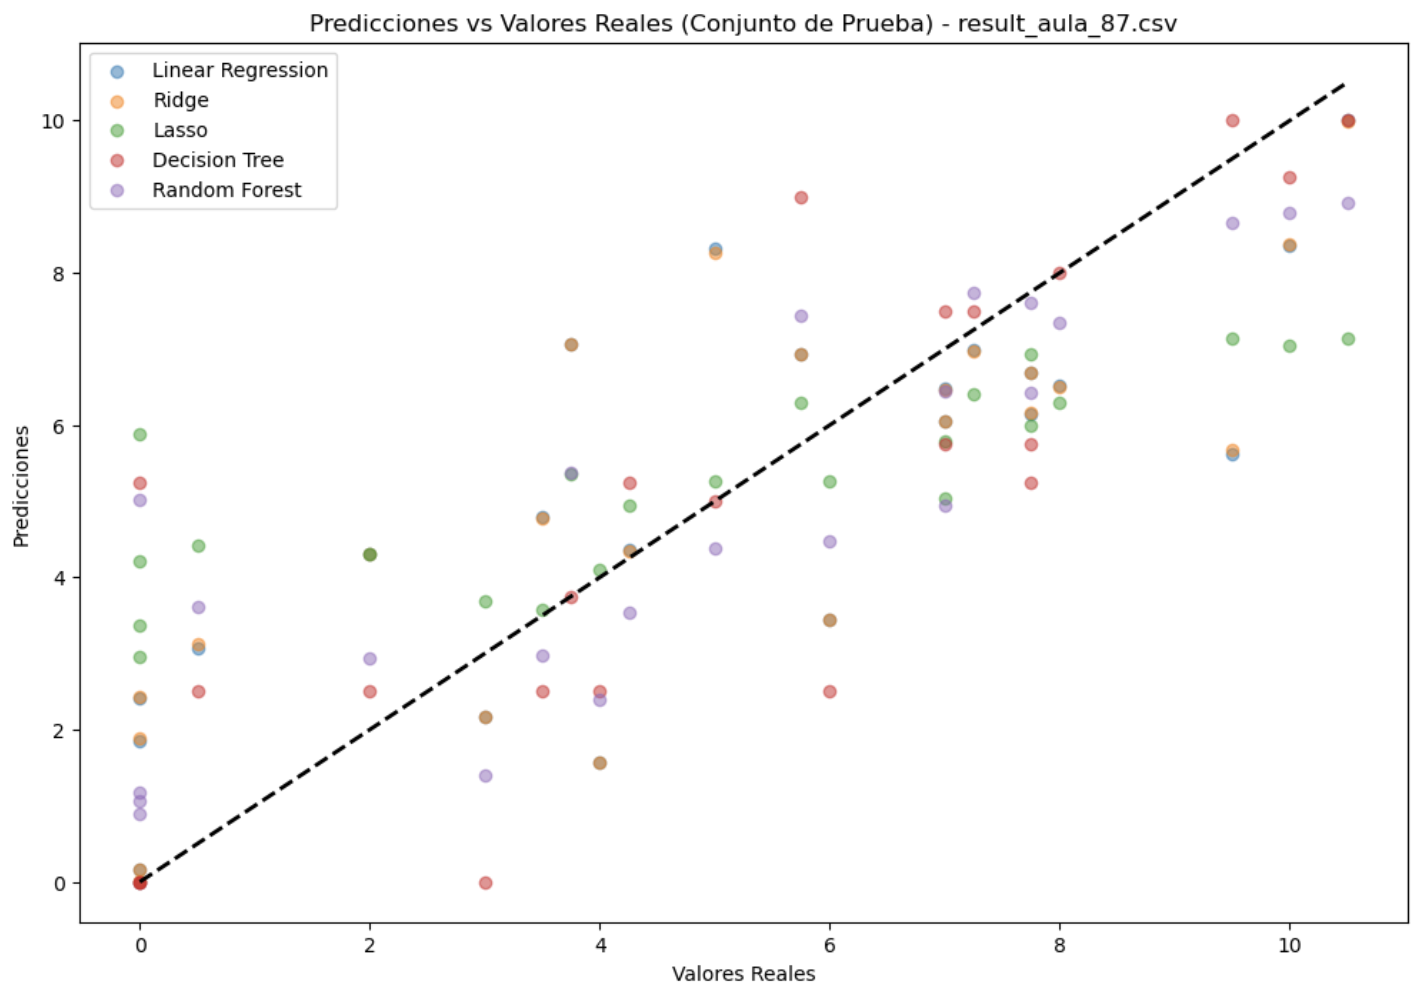 Predicciones vs Valores Reales (Conjunto de Prueba) - result_aula_87.csv
Linear Regression
Ridge
Lasso
Decision Tree
Random Forest
10
8
6
4
2
0
Predicciones
0 2 4 6 8 10
Valores Reales